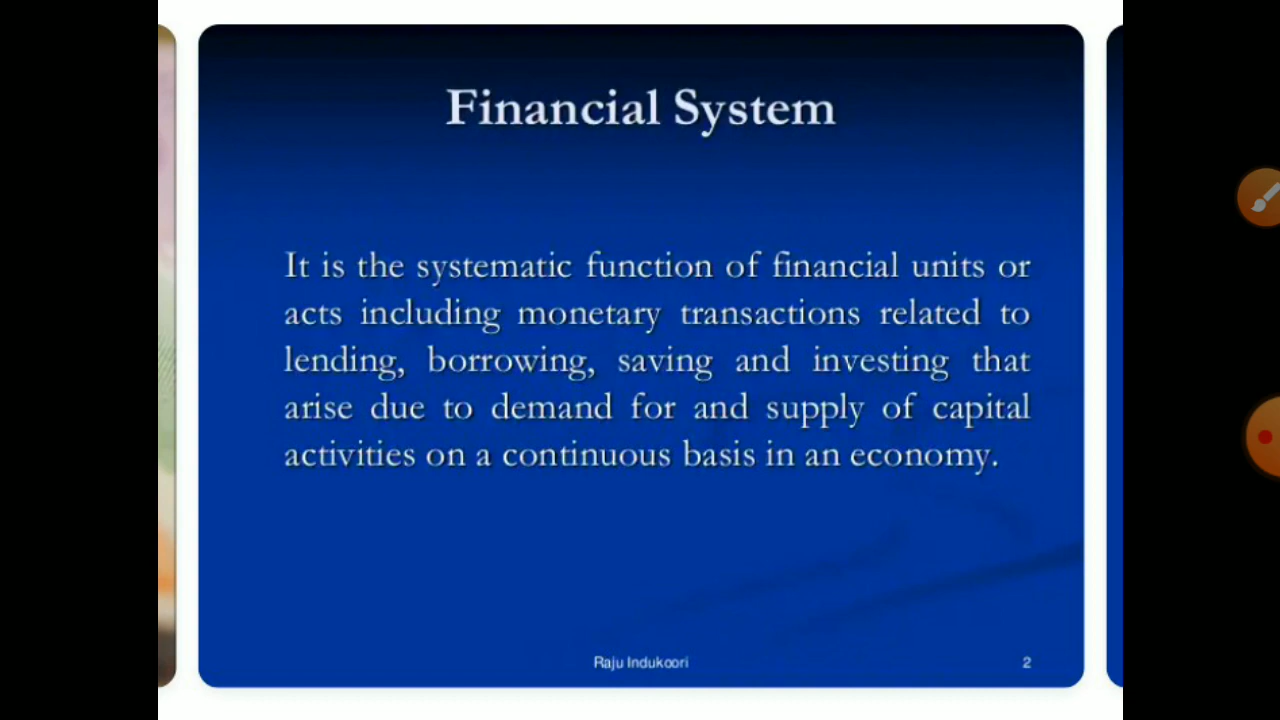 Financial System
It is the systematic function of financial units or
acts including monetary transactions related to
lending, borrowing, saving and investing that
arise due to demand for and supply of capital
activities on a continuous basis in an economy.
Raju Indukoori
2